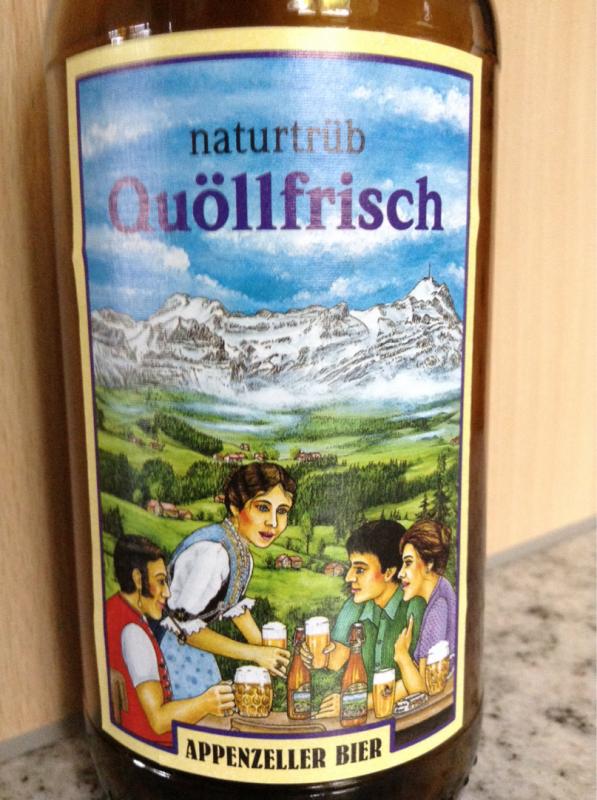 naturtrüb
Quöllfrisch
APPENZELLER BIER